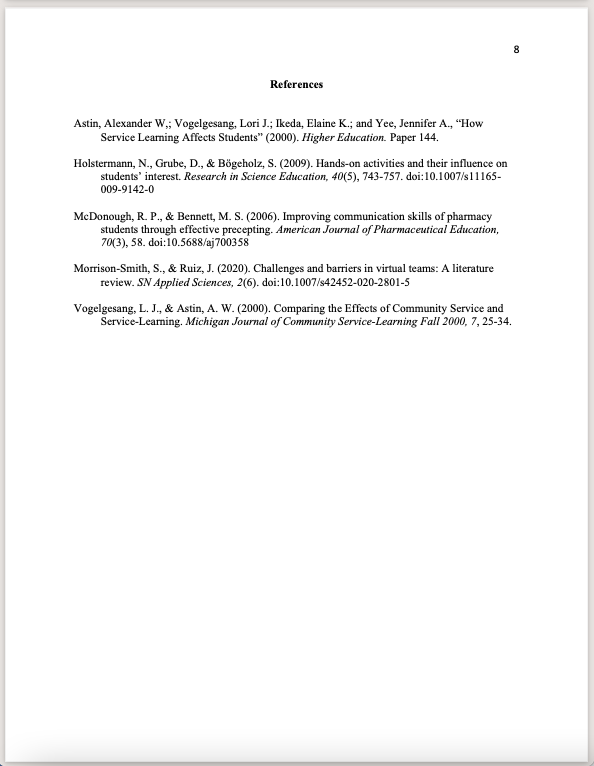 8
References
Astin, Alexander W,; Vogelgesang, Lori J.; Ikeda, Elaine K.; and Yee, Jennifer A., “How
Service Learning Affects Students” (2000). Higher Education. Paper 144.
Holstermann, N., Grube, D., & Bögeholz, S. (2009). Hands-on activities and their influence on
students’ interest. Research in Science Education, 40(5), 743-757. doi:10.1007/s11165-
009-9142-0
McDonough, R. P., & Bennett, M. S. (2006). Improving communication skills of pharmacy
students through effective precepting. American Journal of Pharmaceutical Education,
70(3), 58. doi:10.5688/aj700358
Morrison-Smith, S., & Ruiz, J. (2020). Challenges and barriers in virtual teams: A literature
review. SN Applied Sciences, 2(6). doi:10.1007/s42452-020-2801-5
Vogelgesang, L. J., & Astin, A. W. (2000). Comparing the Effects of Community Service and
Service-Learning. Michigan Journal of Community Service-Learning Fall 2000, 7, 25-34.